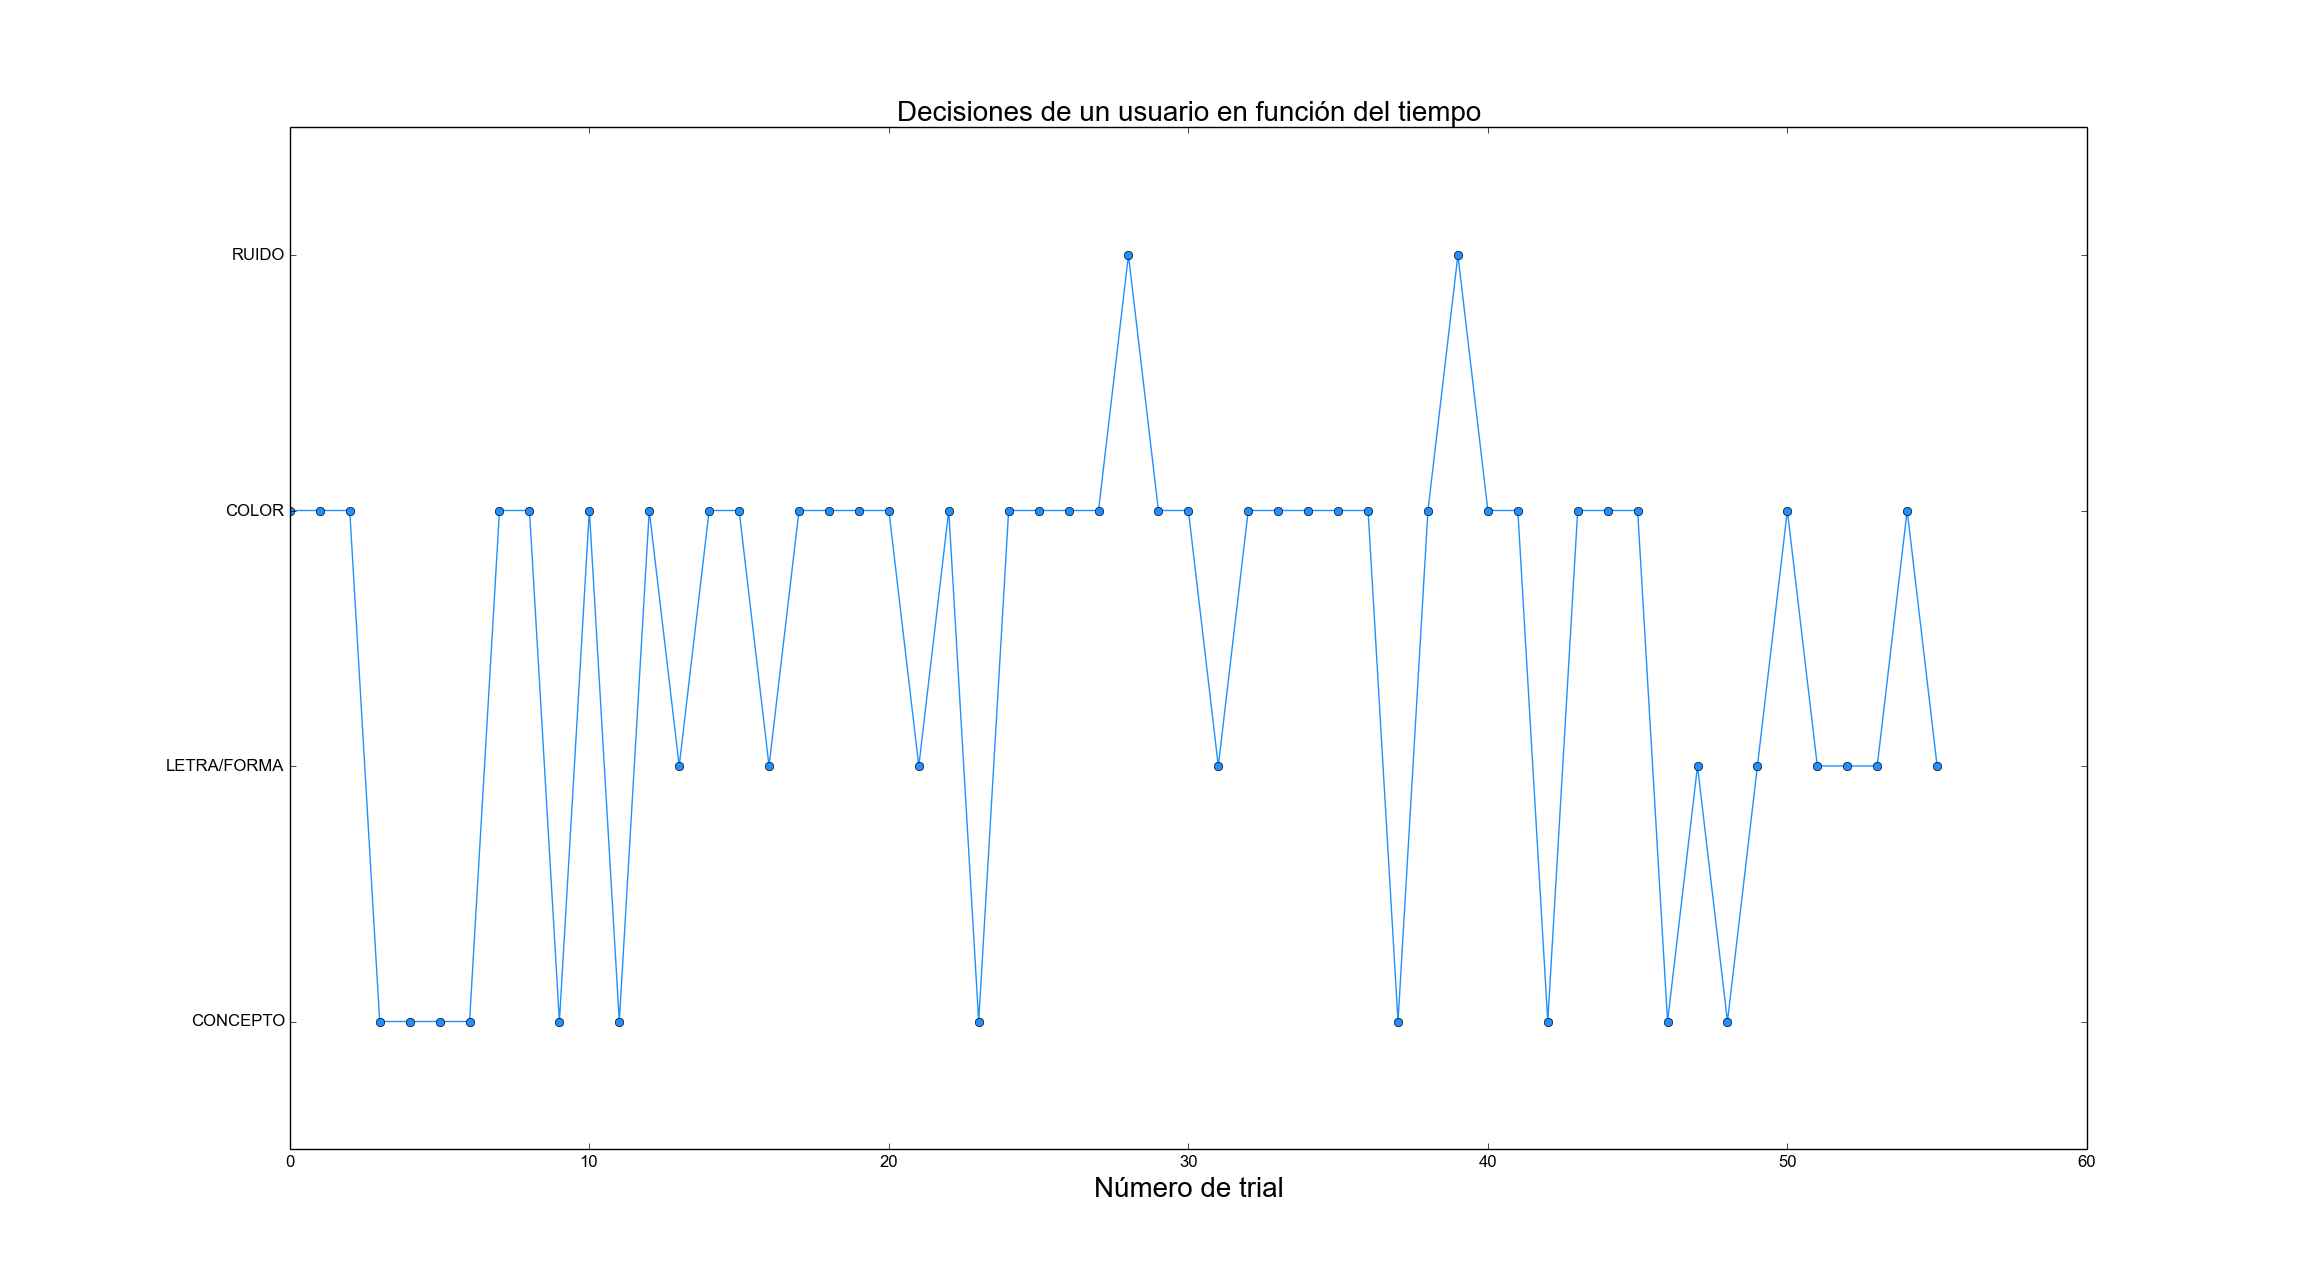 Decisiones de un usuario en función del tiempo
RUIDO
COLOR
LETRA/FORMA
CONCEPTO
0 10 20 30 40 50 60
Número de trial